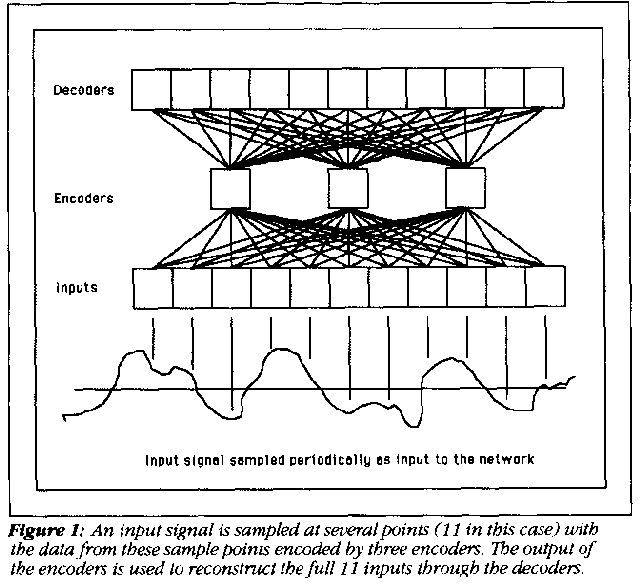 Decoders
Encoders
Inputs
Input signal sampled periodically as input to the network
Figure 1: An input signal is sampled at several points (11 in this case) with
the data from these sample points encoded by three encoders. The output of
the encoders is used to reconstruct the full 11 inputs through the decoders.